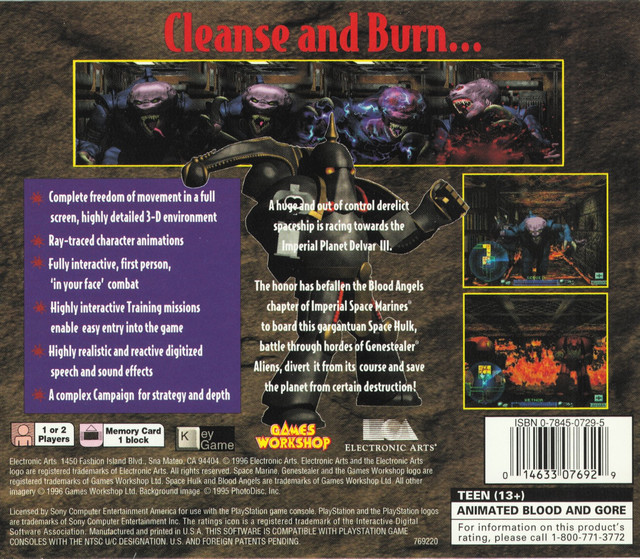 Cleanse and Burn...
Complete freedom of movement in a full
screen, highly detailed 3-D environment
Ray-traced character animations
Fully interactive, first person,
'in your face' combat
Highly interactive Training missions
enable easy entry into the game
Highly realistic and reactive digitized
speech and sound effects
A complex Campaign for strategy and depth
A huge and out of control derelict
spaceship is racing towards the
Imperial Planet Delvar III.
The honor has befallen the Blood Angels
chapter of Imperial Space Marines®
to board this gargantuan Space Hulk,
battle through hordes of Genestealer®
Aliens, divert it from its course and save
the planet from certain destruction!
1 or 2
Players
Memory Card
1 block
Key
Game
GAMES
WORKSHOP
ELECTRONIC ARTS®
ISBN 0-7845-0729-5
0 14633 07692 9
TEEN (13+)
ANIMATED BLOOD AND GORE
For information on this product's
rating, please call 1-800-771-3772
Electronic Arts. 1450 Fashion Island Blvd., Sna Mateo, CA 94404. © 1996 Electronic Arts. Electronic Arts and the Electronic Arts
logo are registered trademarks of Electronic Arts. All rights reserved. Space Marine. Genestealer and the Games Workshop logo are
registered trademarks of Games Workshop Ltd. Space Hulk and Blood Angels are trademarks of Games Workshop Ltd. All other
imagery © 1996 Games Workshop Ltd. Background image. © 1995 PhotoDisc, Inc.
Licensed by Sony Computer Entertainment America for use with the PlayStation game console. PlayStation and the PlayStation logos
are trademarks of Sony Computer Entertainment Inc. The ratings icon is a registered trademark of the Interactive Digital
Software Association. Manufactured and printed in U.S.A. THIS SOFTWARE IS COMPATIBLE WITH PLAYSTATION GAME
CONSOLES WITH THE NTSC U/C DESIGNATION. U.S. AND FOREIGN PATENTS PENDING.
769220